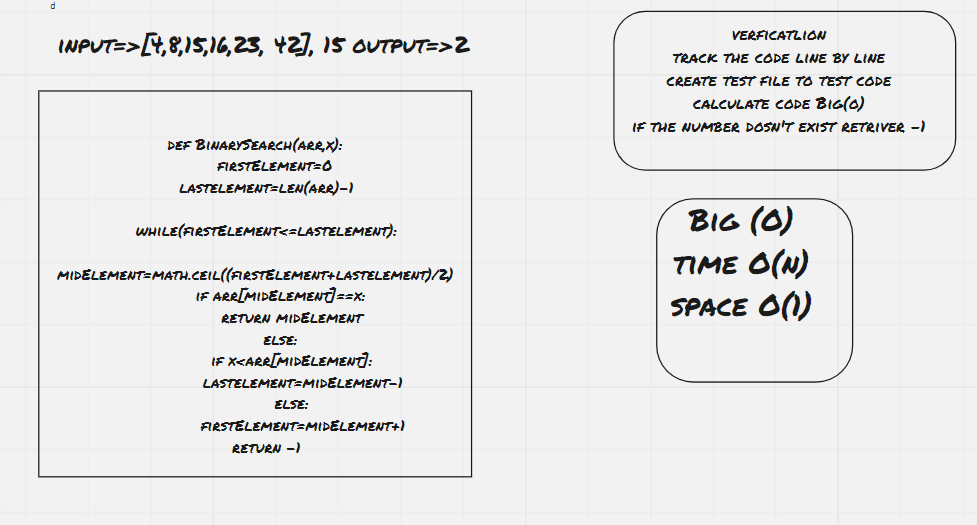 d
INPUT=>[4,8,15,16,23, 42], 15 OUTPUT=>2
DEF BINARYSEARCH(ARR,X):
FIRSTELEMENT=0
LASTELEMENT=LEN(ARR)-1
WHILE(FIRSTELEMENT<=LASTELEMENT):
MIDELEMENT=MATH.CEIL((FIRSTELEMENT+LASTELEMENT)/2)
IF ARR[MIDELEMENT]==X:
RETURN MIDELEMENT
ELSE:
IF X<ARR[MIDELEMENT]:
LASTELEMENT=MIDELEMENT-1
ELSE:
FIRSTELEMENT=MIDELEMENT+1
RETURN -1
VERFICATLION
TRACK THE CODE LINE BY LINE
CREATE TEST FILE TO TEST CODE
CALCULATE CODE BIG(O)
IF THE NUMBER DOSN'T EXIST RETRIVER -1
BIG (O)
TIME O(N)
SPACE O(1)